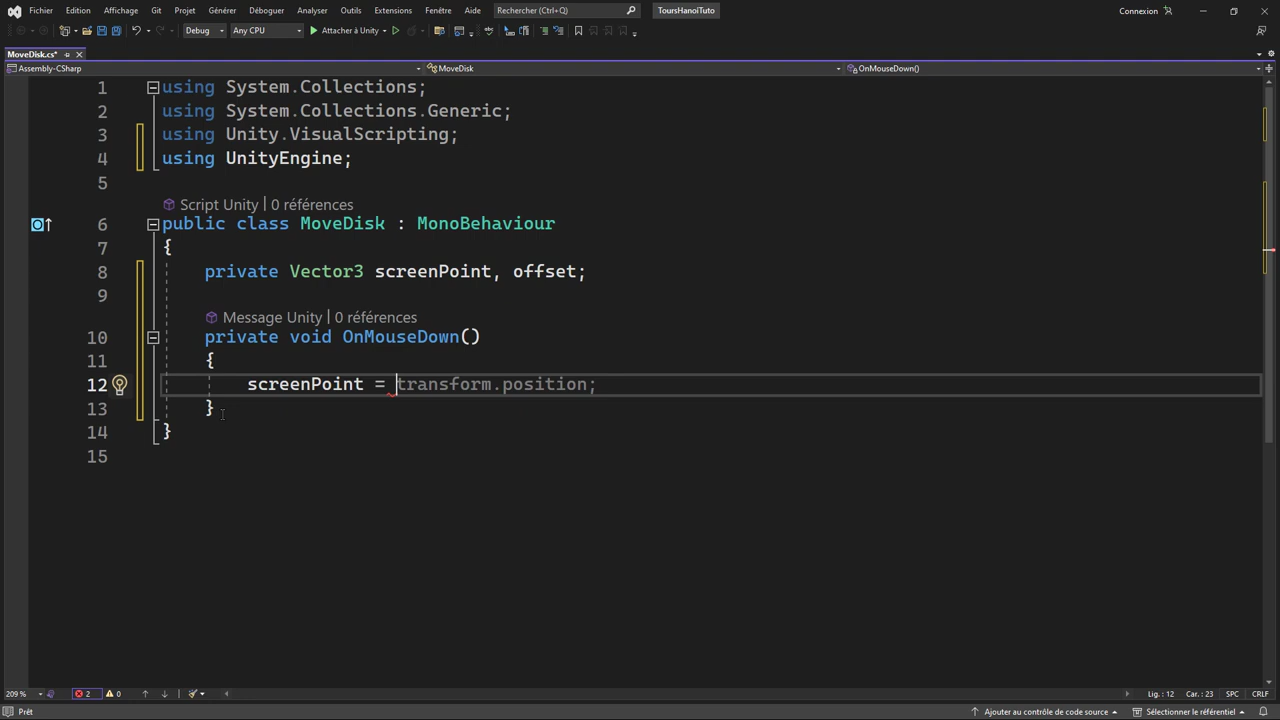 Fichier Edition Affichage Git Projet Générer Déboguer Analyser Outils Extensions Fenêtre Aide Rechercher (Ctrl+Q) ToursHanoiTuto Connexion
Debug Any CPU Attacher à Unity
MoveDisk.cs*
Assembly-CSharp MoveDisk OnMouseDown()
1 using System.Collections;
2 using System.Collections.Generic;
3 using Unity.VisualScripting;
4 using UnityEngine;
5
Script Unity | 0 références
6 public class MoveDisk : MonoBehaviour
7 {
8 private Vector3 screenPoint, offset;
9
Message Unity | 0 références
10 private void OnMouseDown()
11 {
12 screenPoint = transform.position;
13 }
14 }
15
209 % 2 0 Lig. : 12 Car. : 23 SPC CRLF
Prêt Ajouter au contrôle de code source Sélectionner le référentiel